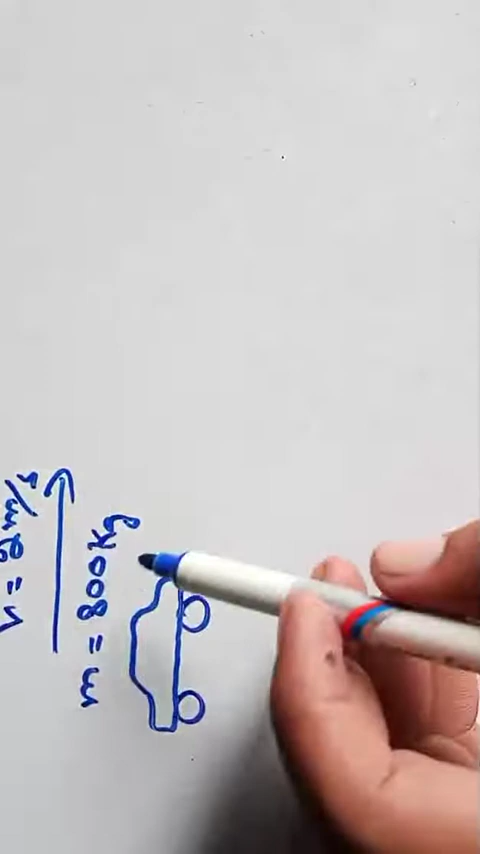 v = 2 m/s
m = 800 Kg